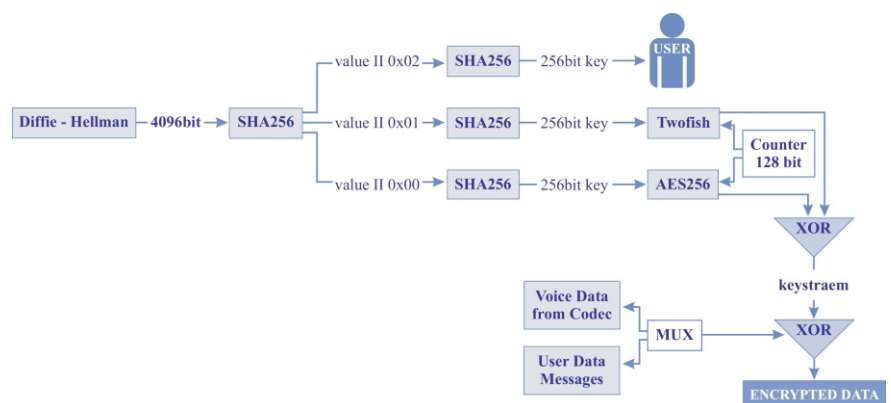 USER
value II 0x02
SHA256
256bit key
Diffie - Hellman
4096bit
SHA256
value II 0x01
SHA256
256bit key
Twofish
Counter
128 bit
value II 0x00
SHA256
256bit key
AES256
XOR
keystraem
Voice Data
from Codec
MUX
XOR
User Data
Messages
ENCRYPTED DATA